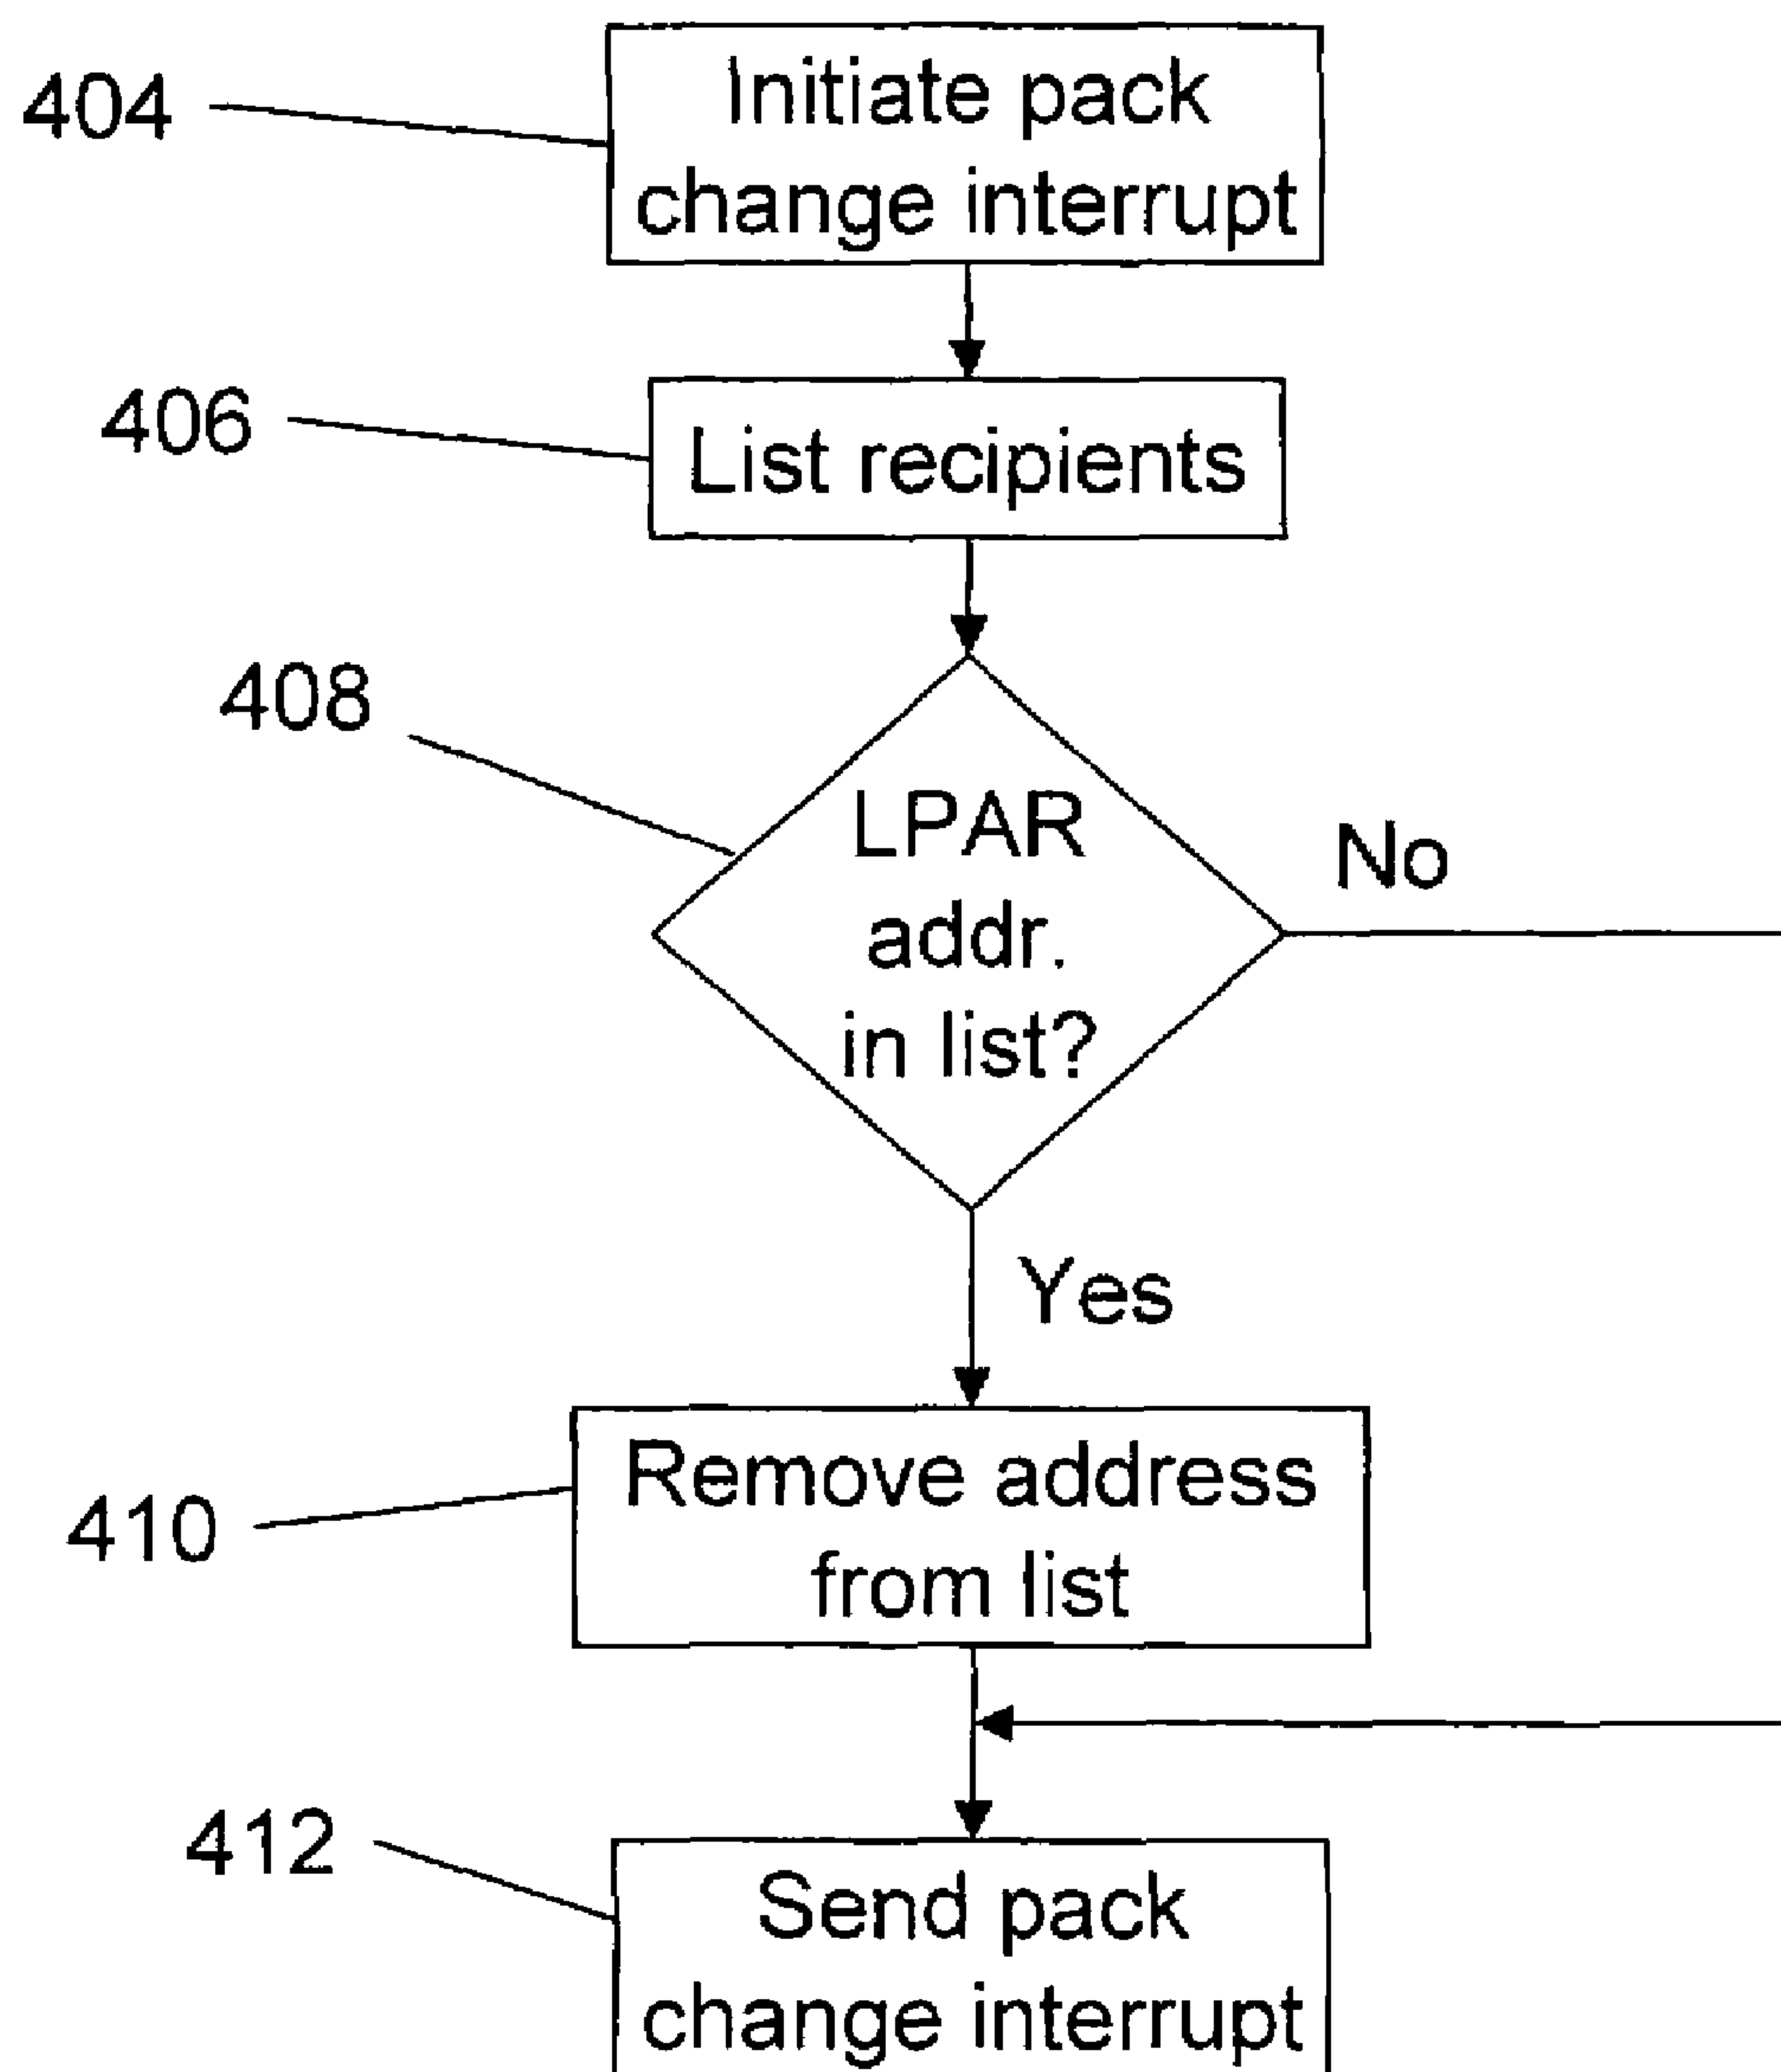 404
Initiate pack
change interrupt
406
List recipients
408
LPAR
addr.
in list?
No
Yes
410
Remove address
from list
412
Send pack
change interrupt